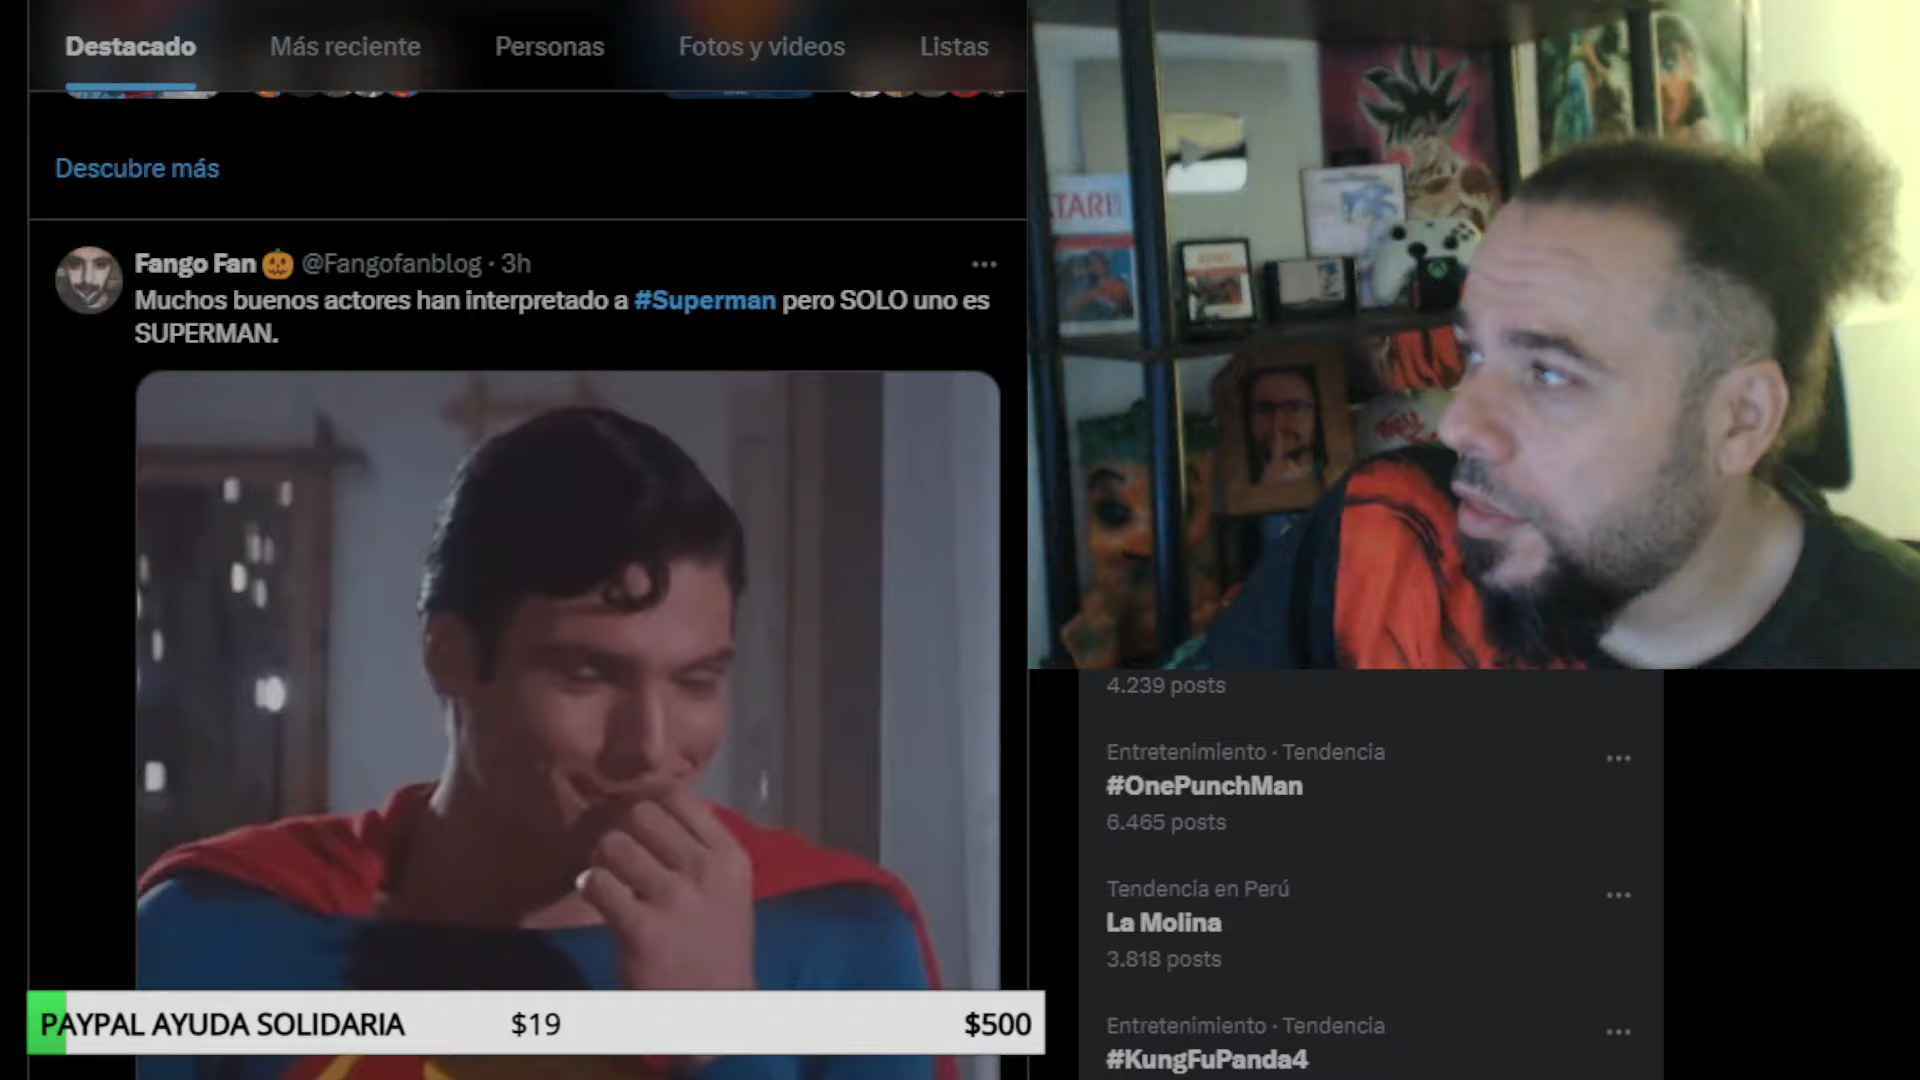 Destacado
Más reciente
Personas
Fotos y videos
Listas
Descubre más
Fango Fan 🎃 @Fangofanblog · 3h
Muchos buenos actores han interpretado a #Superman pero SOLO uno es
SUPERMAN.
PAYPAL AYUDA SOLIDARIA $19 $500
ATARI
4.239 posts
Entretenimiento · Tendencia
#OnePunchMan
6.465 posts
Tendencia en Perú
La Molina
3.818 posts
Entretenimiento · Tendencia
#KungFuPanda4